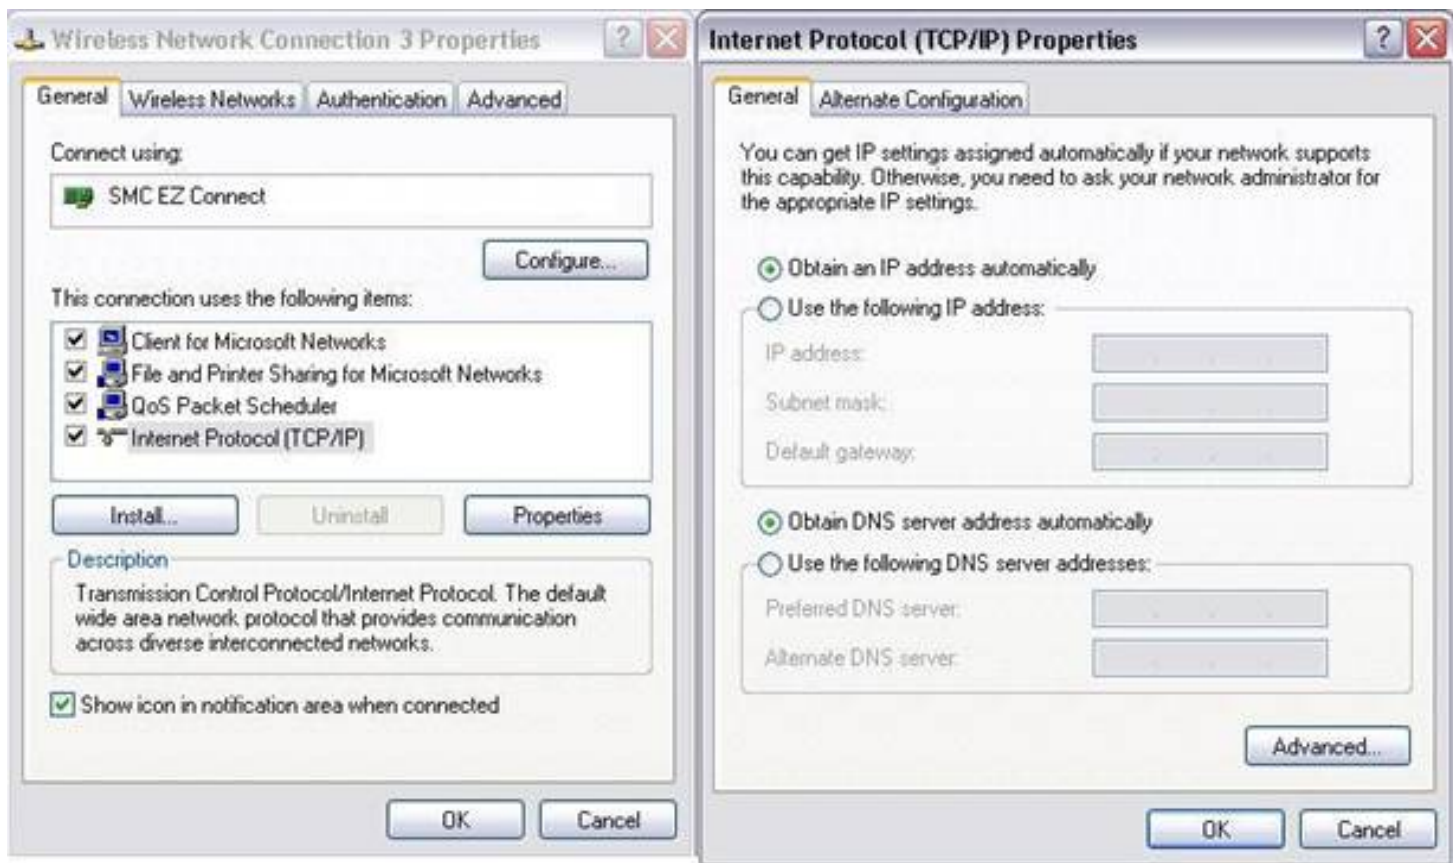 Wireless Network Connection 3 Properties
General
Wireless Networks
Authentication
Advanced
Connect using:
SMC EZ Connect
Configure...
This connection uses the following items:
Client for Microsoft Networks
File and Printer Sharing for Microsoft Networks
QoS Packet Scheduler
Internet Protocol (TCP/IP)
Install...
Uninstall
Properties
Description
Transmission Control Protocol/Internet Protocol. The default
wide area network protocol that provides communication
across diverse interconnected networks.
Show icon in notification area when connected
OK
Cancel
Internet Protocol (TCP/IP) Properties
General
Alternate Configuration
You can get IP settings assigned automatically if your network supports
this capability. Otherwise, you need to ask your network administrator for
the appropriate IP settings.
Obtain an IP address automatically
Use the following IP address:
IP address:
Subnet mask:
Default gateway:
Obtain DNS server address automatically
Use the following DNS server addresses:
Preferred DNS server:
Alternate DNS server:
Advanced...
OK
Cancel